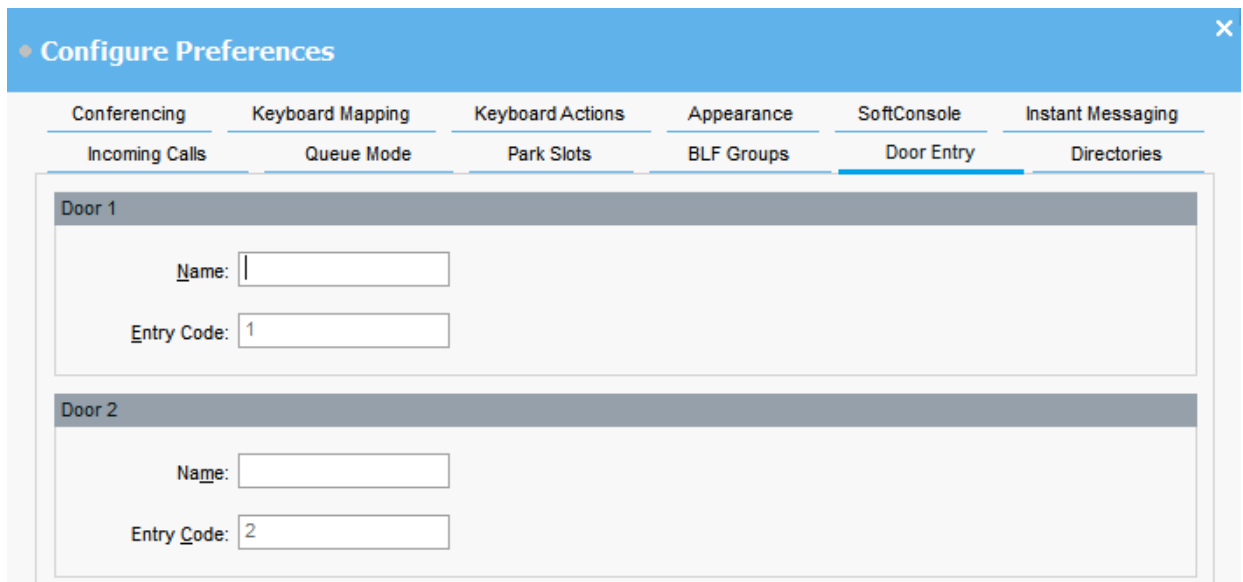 Configure Preferences
Conferencing Keyboard Mapping Keyboard Actions Appearance SoftConsole Instant Messaging
Incoming Calls Queue Mode Park Slots BLF Groups Door Entry Directories
Door 1
Name:
Entry Code: 1
Door 2
Name:
Entry Code: 2